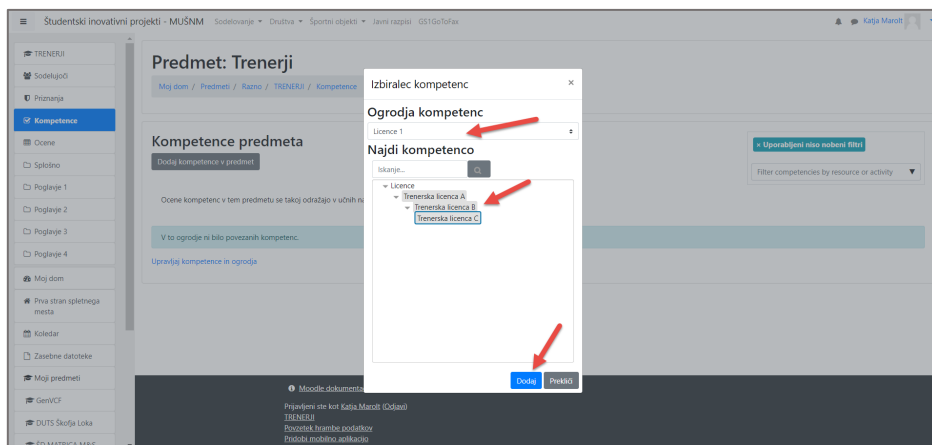 Študentski inovativni projekti - MUŠNM Sodelovanje Društva Športni objekti Javni razpisi GS1GoToFax Katja Marolt
TRENERJI
Sodelujoči
Priznanja
Kompetence
Ocene
Splošno
Poglavje 1
Poglavje 2
Poglavje 3
Poglavje 4
Moj dom
Prva stran spletnega
mesta
Koledar
Zasebne datoteke
Moji predmeti
GenVCF
DUTS Škofja Loka
ŠD MATRICA M&S
Predmet: Trenerji
Moj dom / Predmeti / Razno / TRENERJI / Kompetence
Kompetence predmeta
Dodaj kompetence v predmet
Ocene kompetenc v tem predmetu se takoj odražajo v učnih
V to ogrodje ni bilo povezanih kompetenc.
Upravljaj kompetence in ogrodja
× Uporabljeni niso nobeni filtri
Filter competencies by resource or activity
Izbiralec kompetenc ×
Ogrodja kompetenc
Licence 1
Najdi kompetenco
Iskanje...
Licence
Trenerska licenca A
Trenerska licenca B
Trenerska licenca C
Dodaj Prekliči
Moodle dokumenta
Prijavljeni ste kot Katja Marolt (Odjavi)
TRENERJI
Povzetek hrambe podatkov
Pridobi mobilno aplikacijo